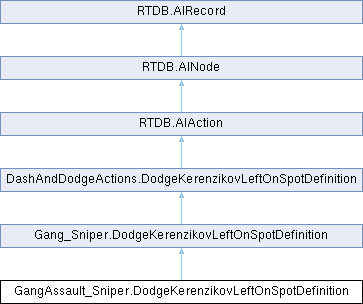 RTDB.AIRecord
RTDB.AINode
RTDB.AIAction
DashAndDodgeActions.DodgeKerenzikovLeftOnSpotDefinition
Gang_Sniper.DodgeKerenzikovLeftOnSpotDefinition
GangAssault_Sniper.DodgeKerenzikovLeftOnSpotDefinition